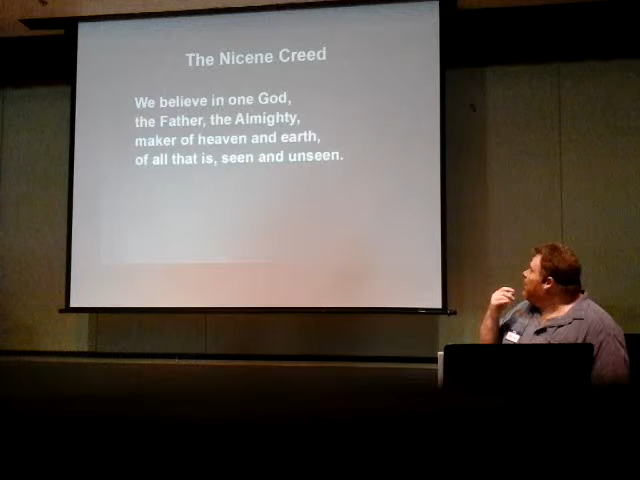 The Nicene Creed
We believe in one God,
the Father, the Almighty,
maker of heaven and earth,
of all that is, seen and unseen.